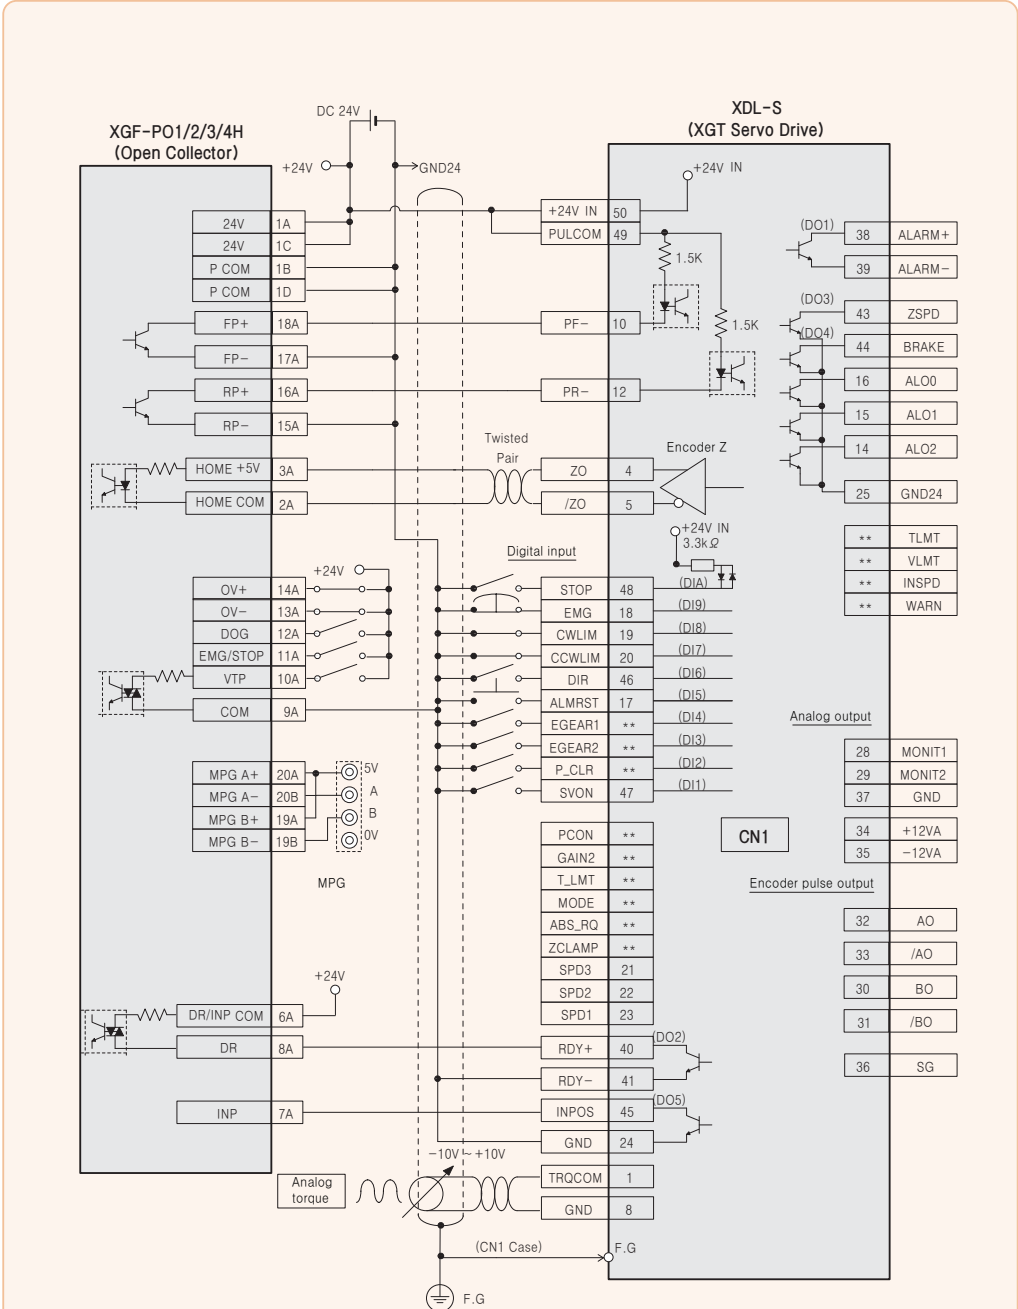 DC 24V
XDL-S
(XGT Servo Drive)
XGF-PO1/2/3/4H
(Open Collector)
+24V
GND24
+24V IN
24V 1A
24V 1C
P COM 1B
P COM 1D
FP+ 18A
FP- 17A
RP+ 16A
RP- 15A
HOME +5V 3A
HOME COM 2A
+24V
OV+ 14A
OV- 13A
DOG 12A
EMG/STOP 11A
VTP 10A
COM 9A
MPG A+ 20A
MPG A- 20B
MPG B+ 19A
MPG B- 19B
5V
A
B
0V
MPG
+24V
DR/INP COM 6A
DR 8A
INP 7A
Analog
torque
-10V ~ +10V
Twisted
Pair
Digital input
+24V IN 50
PULCOM 49
1.5K
1.5K
PF- 10
PR- 12
Encoder Z
ZO 4
/ZO 5
+24V IN
3.3kΩ
STOP 48 (DIA)
EMG 18 (DI9)
CWLIM 19 (DI8)
CCWLIM 20 (DI7)
DIR 46 (DI6)
ALMRST 17 (DI5)
EGEAR1 ** (DI4)
EGEAR2 ** (DI3)
P_CLR ** (DI2)
SVON 47 (DI1)
PCON **
GAIN2 **
T_LMT **
MODE **
ABS_RQ **
ZCLAMP **
SPD3 21
SPD2 22
SPD1 23
RDY+ 40 (DO2)
RDY- 41
INPOS 45 (DO5)
GND 24
TRQCOM 1
GND 8
(CN1 Case)
F.G
F.G
CN1
(DO1)
38 ALARM+
39 ALARM-
(DO3)
43 ZSPD
(DO4)
44 BRAKE
16 ALO0
15 ALO1
14 ALO2
25 GND24
** TLMT
** VLMT
** INSPD
** WARN
Analog output
28 MONIT1
29 MONIT2
37 GND
34 +12VA
35 -12VA
Encoder pulse output
32 AO
33 /AO
30 BO
31 /BO
36 SG